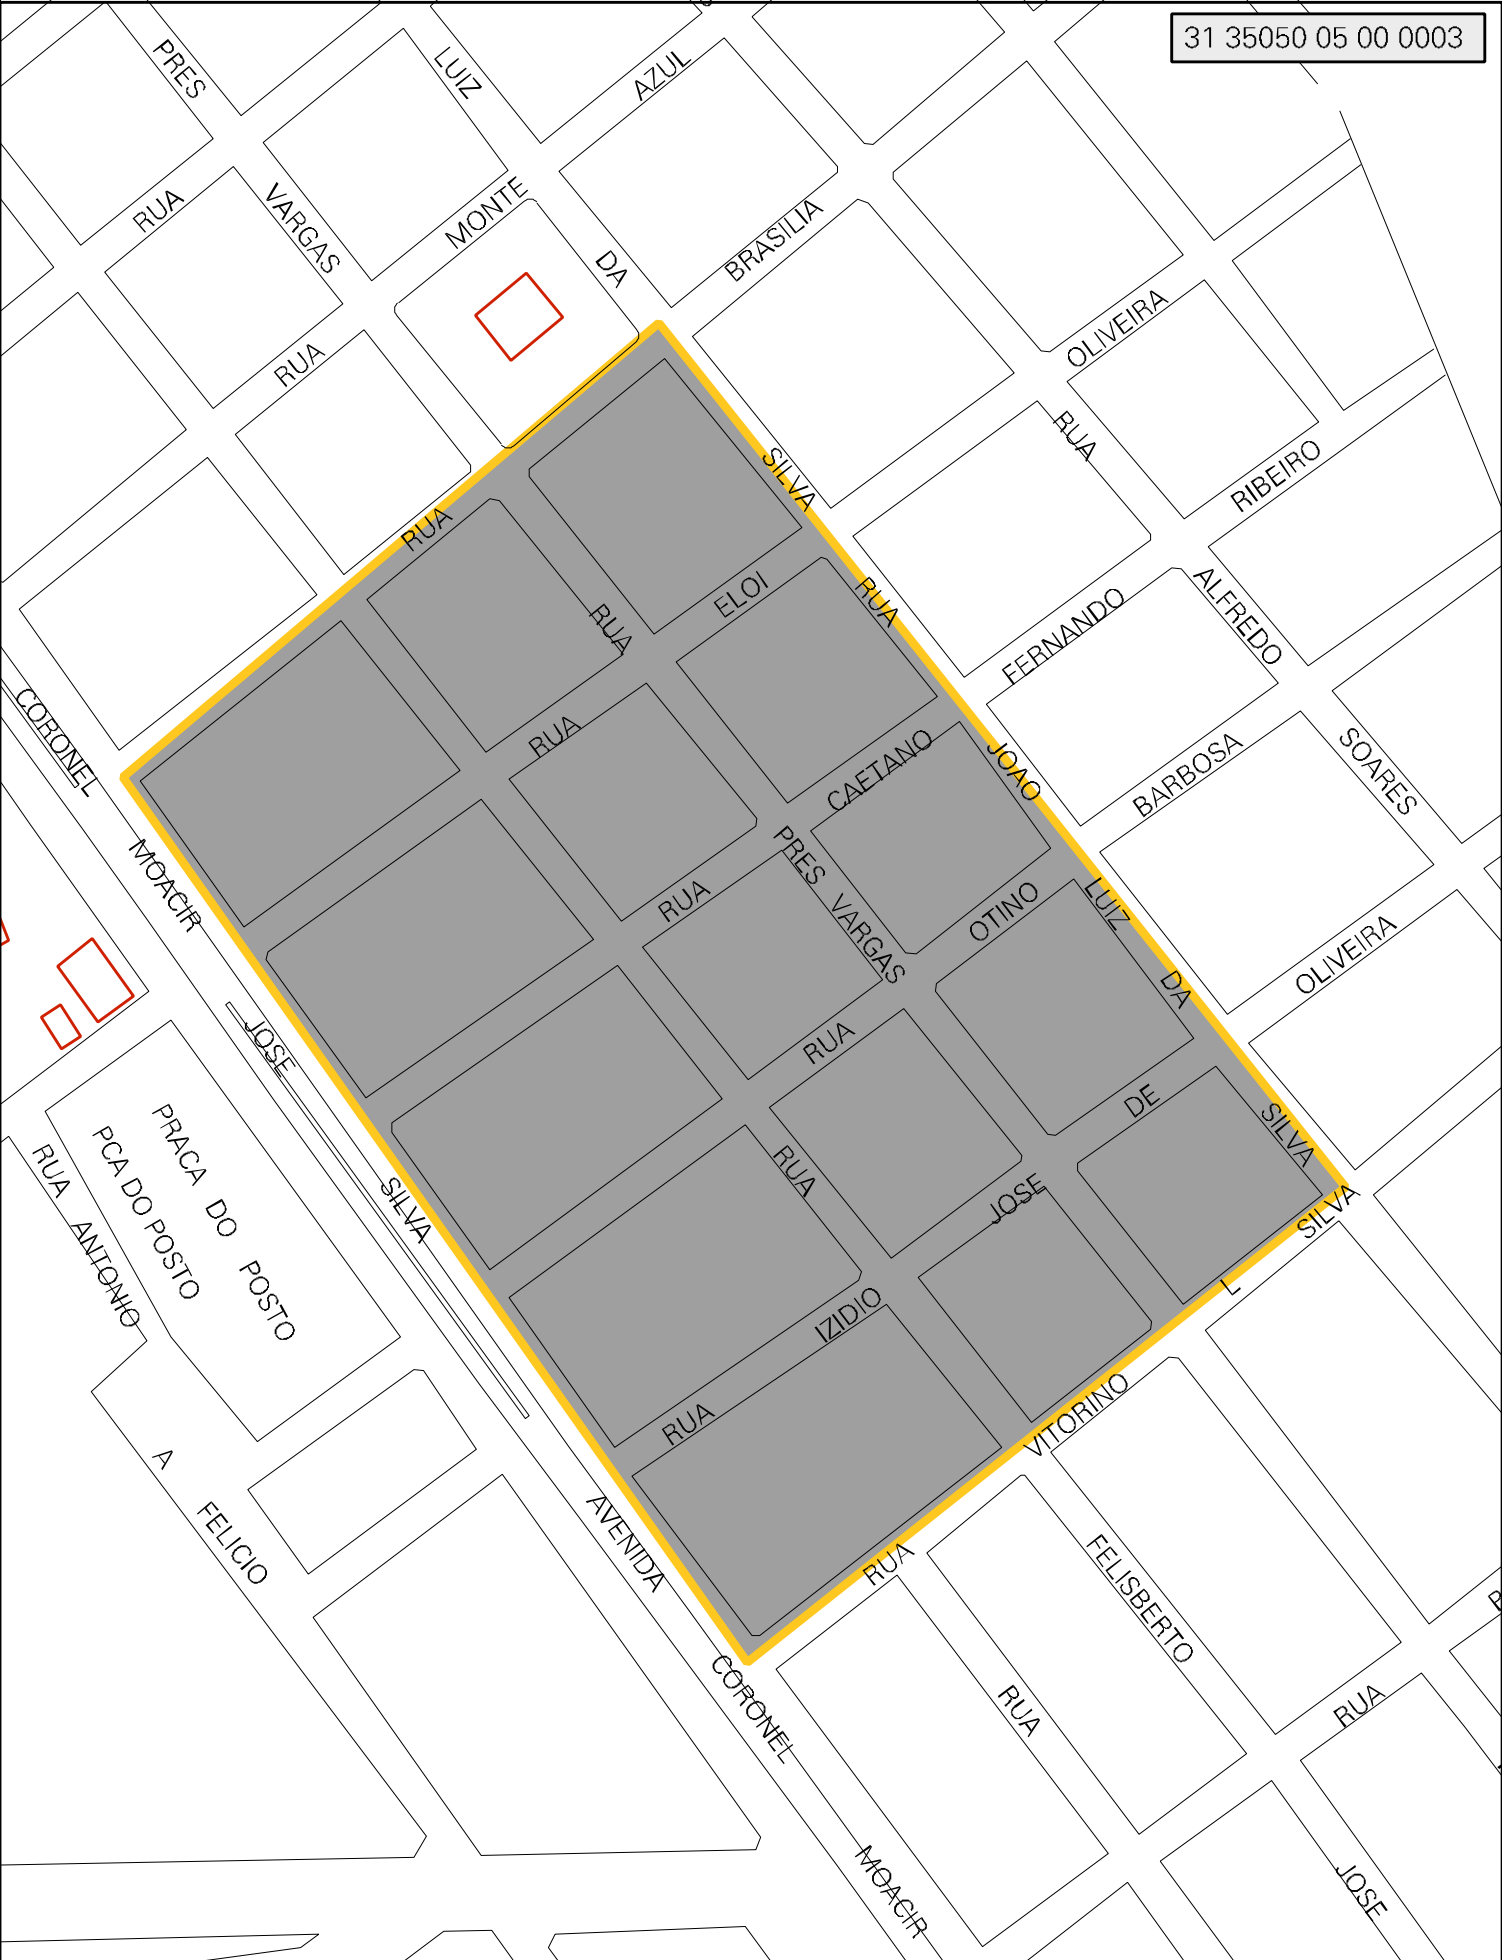 31 35050 05 00 0003
PRES
LUIZ
AZUL
RUA
VARGAS
MONTE
DA
BRASILIA
OLIVEIRA
RUA
RUA
RIBEIRO
SILVA
RUA
RUA
ELOI
RUA
ALFREDO
FERNANDO
CORONEL
RUA
CAETANO
JOAO
BARBOSA
SOARES
MOACIR
PRES VARGAS
RUA
OTINO
LUIZ
OLIVEIRA
DA
JOSE
RUA
DE
SILVA
PRACA DO POSTO
PCA DO POSTO
RUA ANTONIO
RUA
JOSE
SILVA
SILVA
L
IZIDIO
RUA
VITORINO
A
FELICIO
AVENIDA
RUA
FELISBERTO
CORONEL
RUA
RUA
MOACIR
JOSE